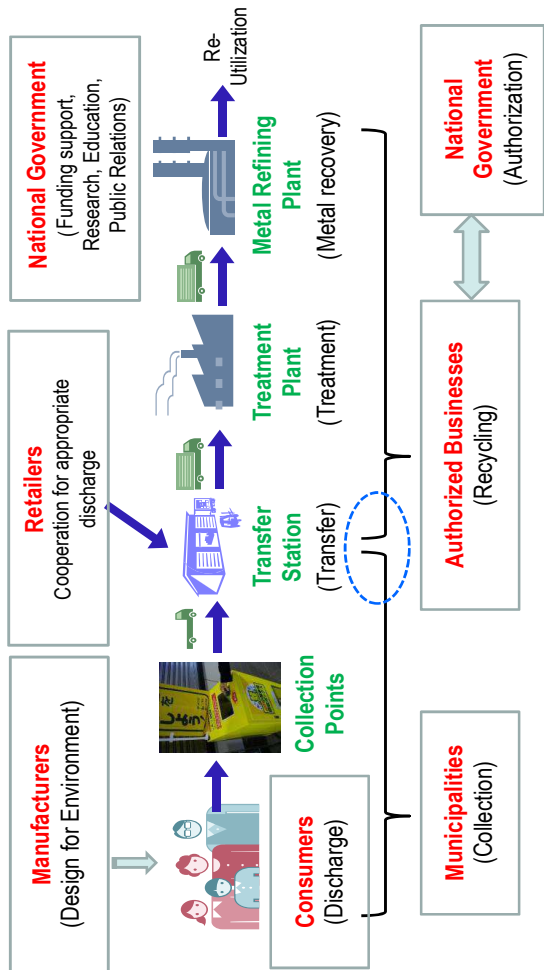 Manufacturers
(Design for Environment)
Retailers
Cooperation for appropriate
discharge
National Government
( Funding support,
Research, Education,
Public Relations)
Re-
Utilization
Consumers
(Discharge)
Collection
Points
Transfer
Station
(Transfer)
Treatment
Plant
(Treatment)
Metal Refining
Plant
(Metal recovery)
Municipalities
(Collection)
Authorized Businesses
(Recycling)
National
Government
(Authorization)